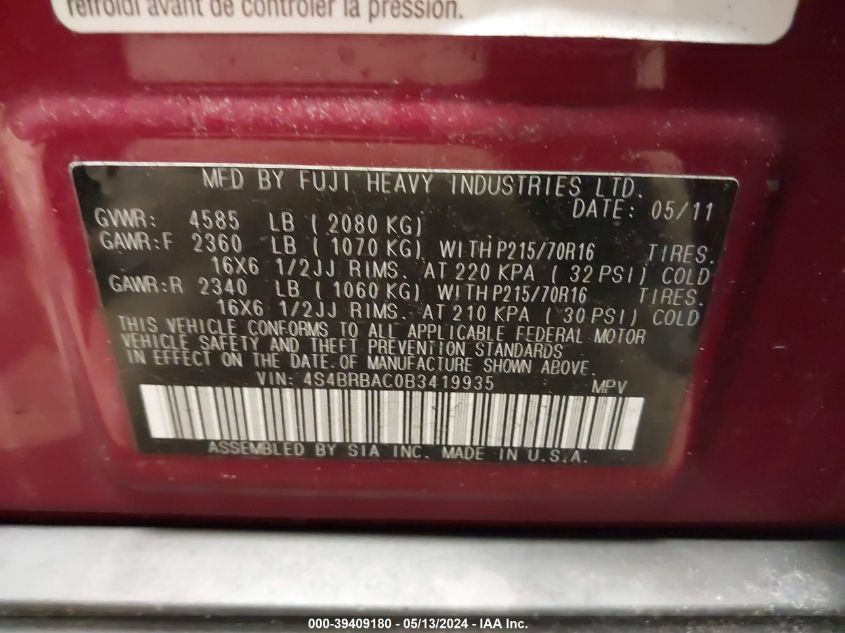 refroidi avant de contrôler la pression.
MFD BY FUJI HEAVY INDUSTRIES LTD.
DATE: 05/11
GVWR: 4585 LB ( 2080 KG)
GAWR:F 2360 LB ( 1070 KG) WITH P215/70R16 TIRES.
16X6 1/2JJ RIMS. AT 220 KPA ( 32 PSI) COLD
GAWR:R 2340 LB ( 1060 KG) WITH P215/70R16 TIRES.
16X6 1/2JJ RIMS. AT 210 KPA ( 30 PSI) COLD
THIS VEHICLE CONFORMS TO ALL APPLICABLE FEDERAL MOTOR
VEHICLE SAFETY AND THEFT PREVENTION STANDARDS
IN EFFECT ON THE DATE.OF MANUFACTURE SHOWN ABOVE.
VIN: 4S4BRBAC0B3419935 MPV
ASSEMBLED BY SIA INC. MADE IN U.S.A.
000-39409180 - 05/13/2024 - IAA Inc.